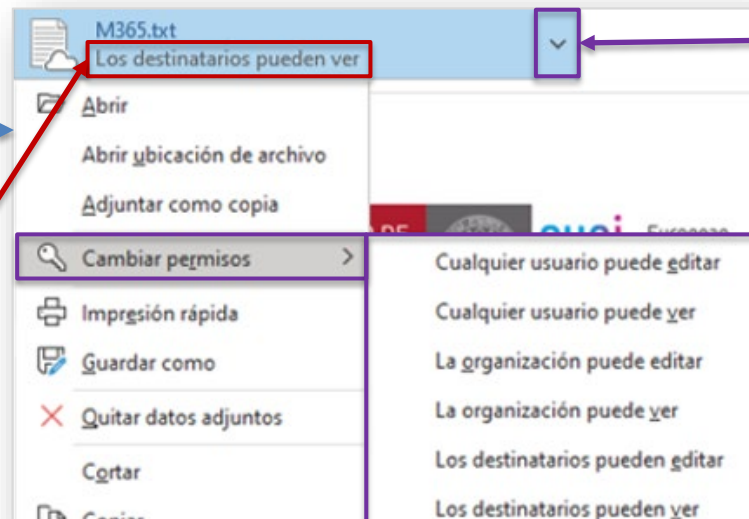 M365.txt
Los destinatarios pueden ver
Abrir
Abrir ubicación de archivo
Adjuntar como copia
Cambiar permisos
Impresión rápida
Guardar como
Quitar datos adjuntos
Cortar
Copiar
Cualquier usuario puede editar
Cualquier usuario puede ver
La organización puede editar
La organización puede ver
Los destinatarios pueden editar
Los destinatarios pueden ver